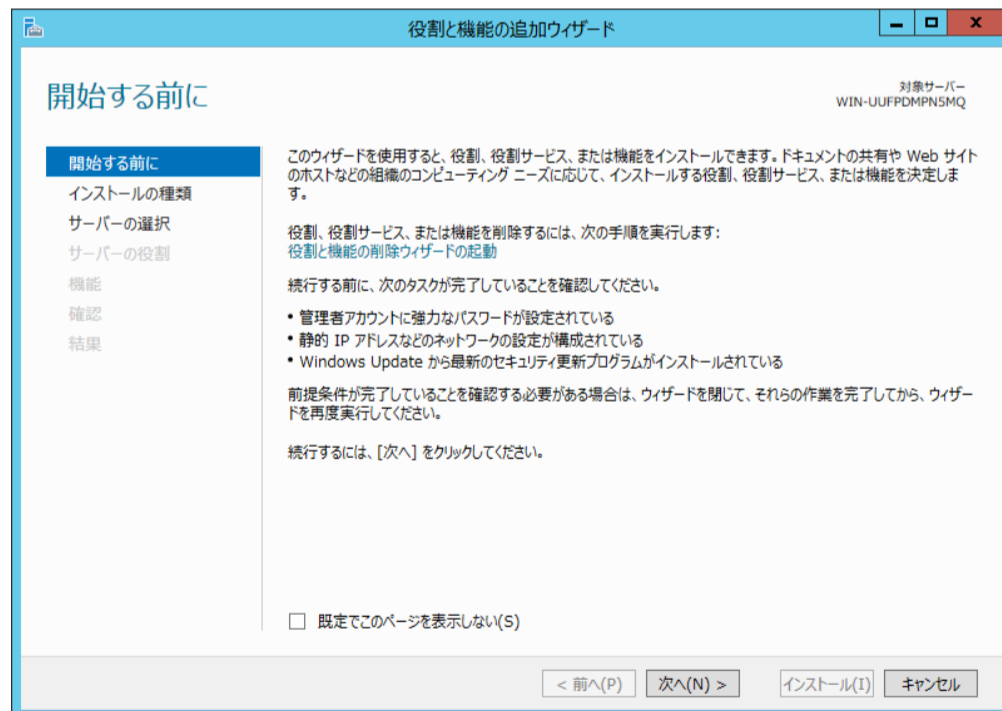 役割と機能の追加ウィザード
開始する前に
対象サーバー
WIN-UUFPDMPN5MQ
開始する前に
インストールの種類
サーバーの選択
サーバーの役割
機能
確認
結果
このウィザードを使用すると、役割、役割サービス、または機能をインストールできます。ドキュメントの共有や Web サイト
のホストなどの組織のコンピューティング ニーズに応じて、インストールする役割、役割サービス、または機能を決定しま
す。
役割、役割サービス、または機能を削除するには、次の手順を実行します:
役割と機能の削除ウィザードの起動
続行する前に、次のタスクが完了していることを確認してください。
• 管理者アカウントに強力なパスワードが設定されている
• 静的 IP アドレスなどのネットワークの設定が構成されている
• Windows Update から最新のセキュリティ更新プログラムがインストールされている
前提条件が完了していることを確認する必要がある場合は、ウィザードを閉じて、それらの作業を完了してから、ウィザー
ドを再度実行してください。
続行するには、[次へ] をクリックしてください。
既定でこのページを表示しない(S)
< 前へ(P) 次へ(N) > インストール(I) キャンセル